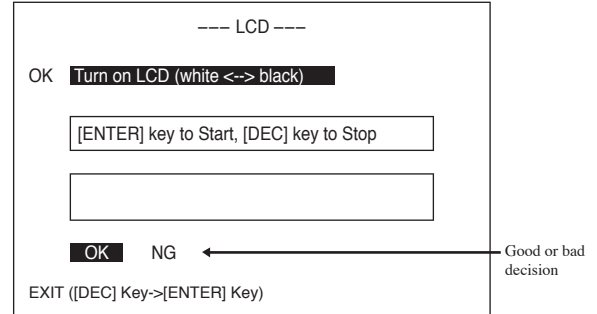 --- LCD ---
OK Turn on LCD (white <--> black)
[ENTER] key to Start, [DEC] key to Stop
OK NG
Good or bad
decision
EXIT ([DEC] Key->[ENTER] Key)